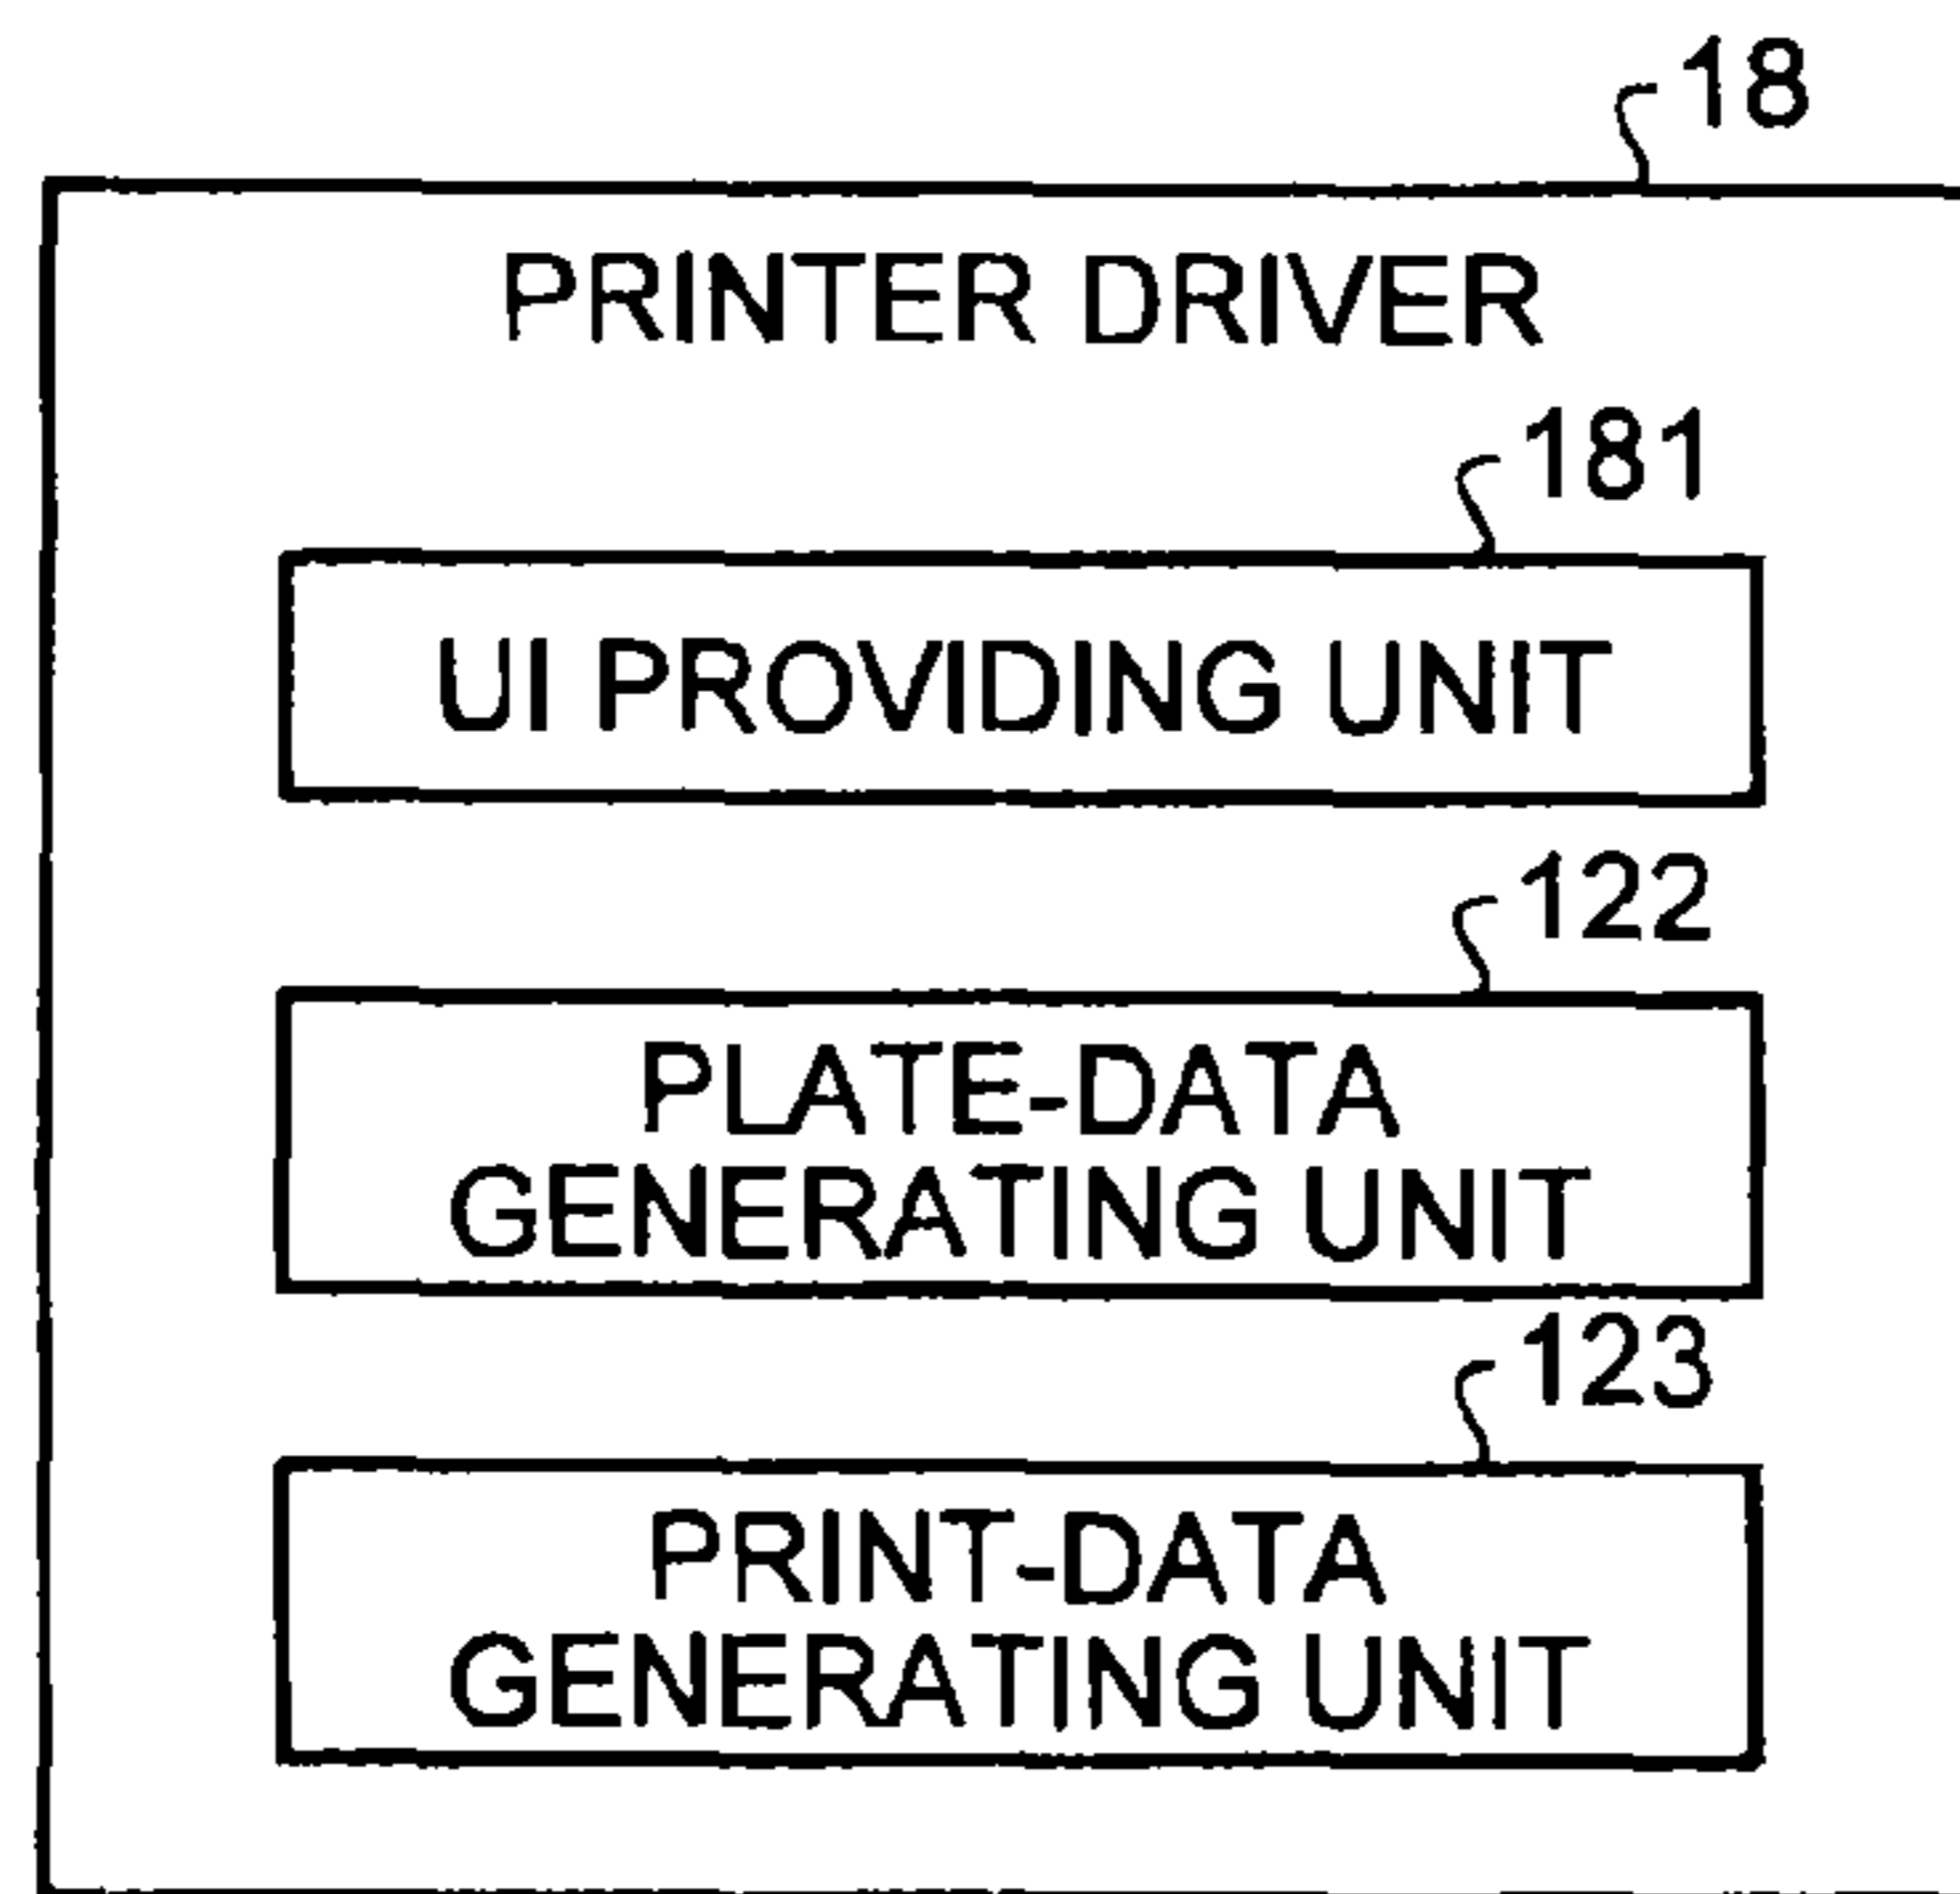 18
PRINTER DRIVER
181
UI PROVIDING UNIT
122
PLATE-DATA
GENERATING UNIT
123
PRINT-DATA
GENERATING UNIT